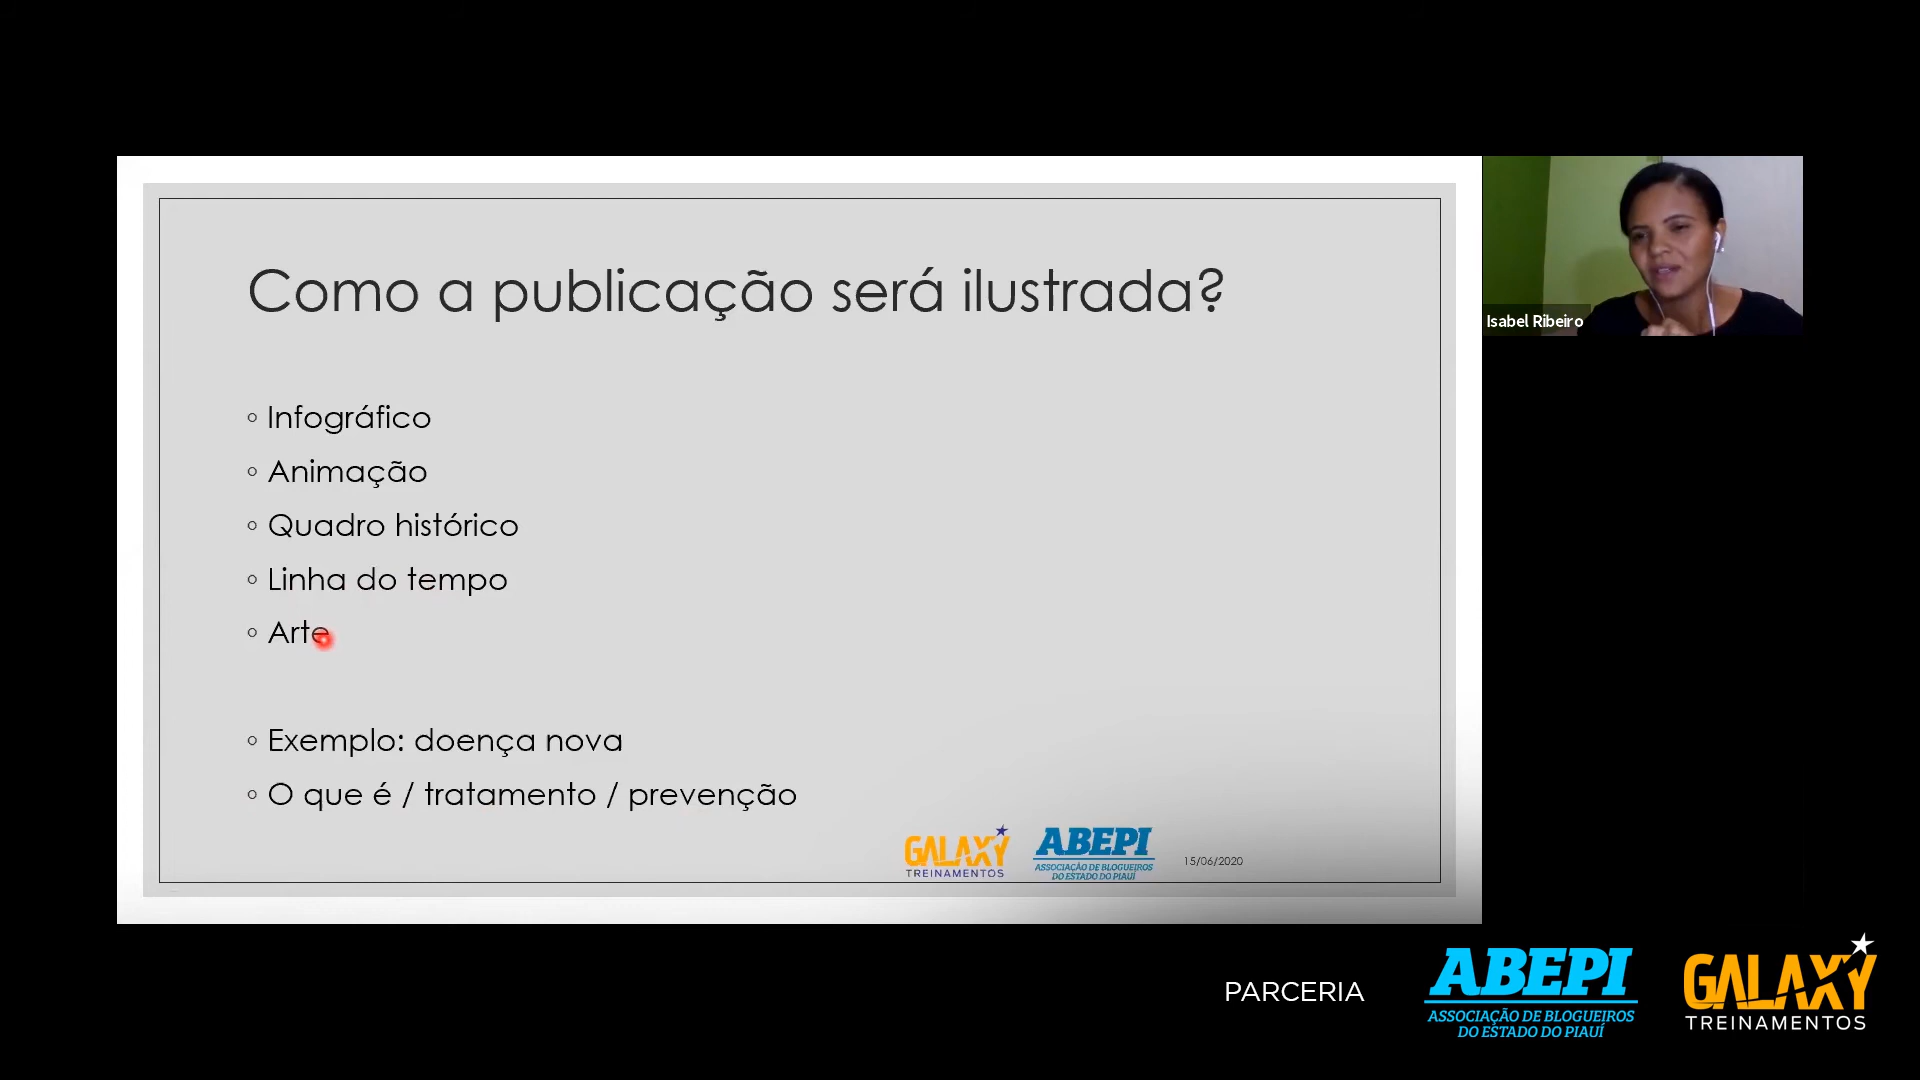 Como a publicação será ilustrada?
Isabel Ribeiro
◦ Infográfico
◦ Animação
◦ Quadro histórico
◦ Linha do tempo
◦ Arte
◦ Exemplo: doença nova
◦ O que é / tratamento / prevenção
GALAXY
TREINAMENTOS
ABEPI
ASSOCIAÇÃO DE BLOGUEIROS
DO ESTADO DO PIAUÍ
15/06/2020
PARCERIA
ABEPI
ASSOCIAÇÃO DE BLOGUEIROS
DO ESTADO DO PIAUÍ
GALAXY
TREINAMENTOS